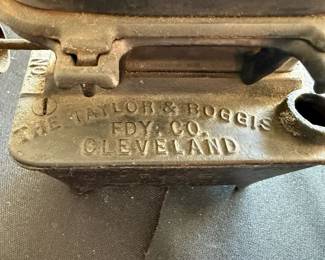 THE TAYLOR & BOGGIS
FDY. CO.
CLEVELAND